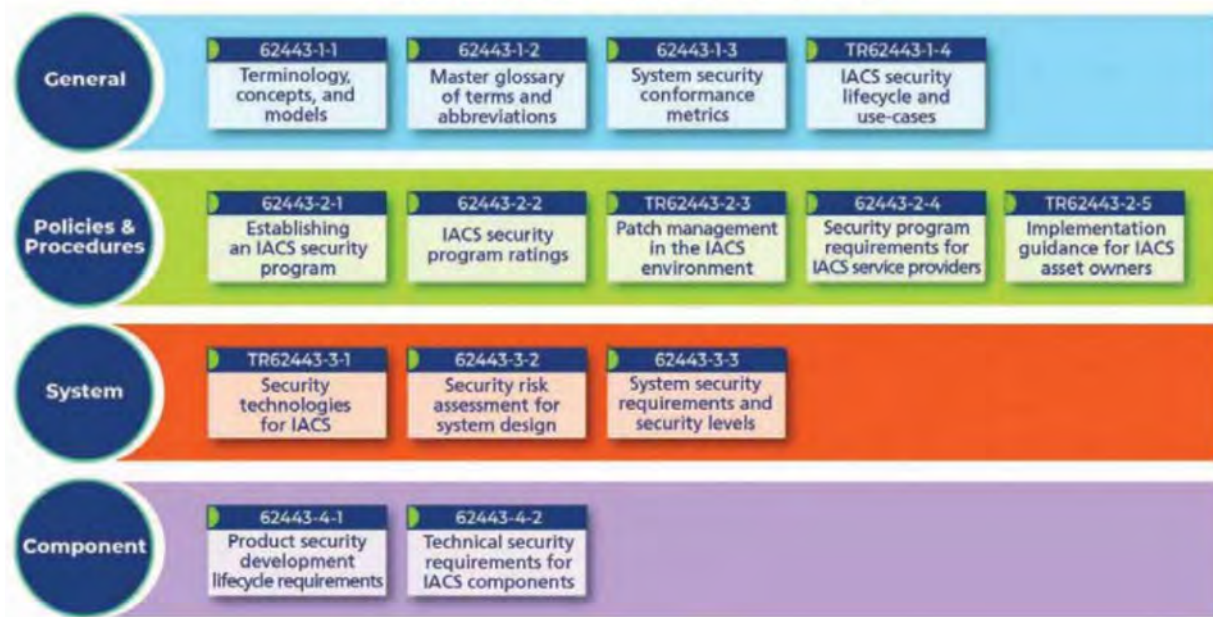 General
62443-1-1
Terminology,
concepts, and
models
62443-1-2
Master glossary
of terms and
abbreviations
62443-1-3
System security
conformance
metrics
TR62443-1-4
IACS security
lifecycle and
use-cases
Policies &
Procedures
62443-2-1
Establishing
an IACS security
program
62443-2-2
IACS security
program ratings
TR62443-2-3
Patch management
in the IACS
environment
62443-2-4
Security program
requirements for
IACS service providers
TR62443-2-5
Implementation
guidance for IACS
asset owners
System
TR62443-3-1
Security
technologies
for IACS
62443-3-2
Security risk
assessment for
system design
62443-3-3
System security
requirements and
security levels
Component
62443-4-1
Product security
development
lifecycle requirements
62443-4-2
Technical security
requirements for
IACS components